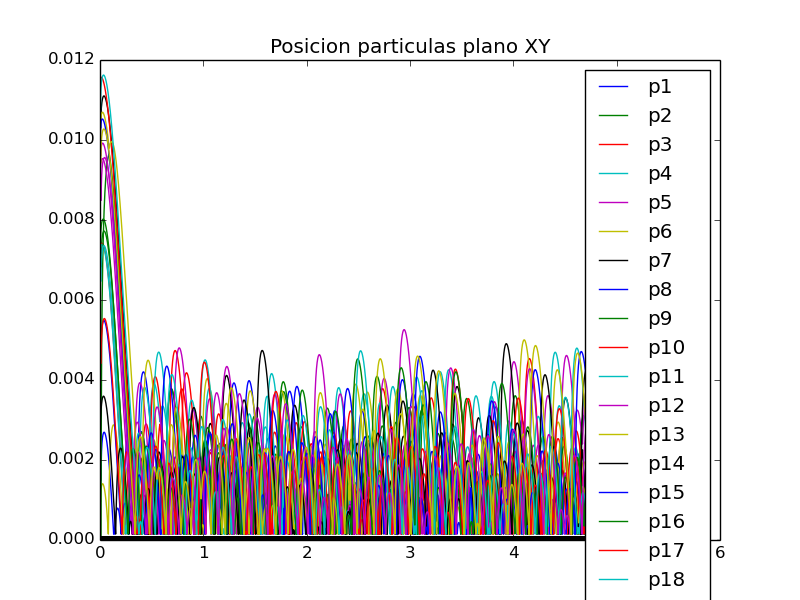 Posicion particulas plano XY
0.012
0.010
0.008
0.006
0.004
0.002
0.000
0 1 2 3 4 6
p1
p2
p3
p4
p5
p6
p7
p8
p9
p10
p11
p12
p13
p14
p15
p16
p17
p18